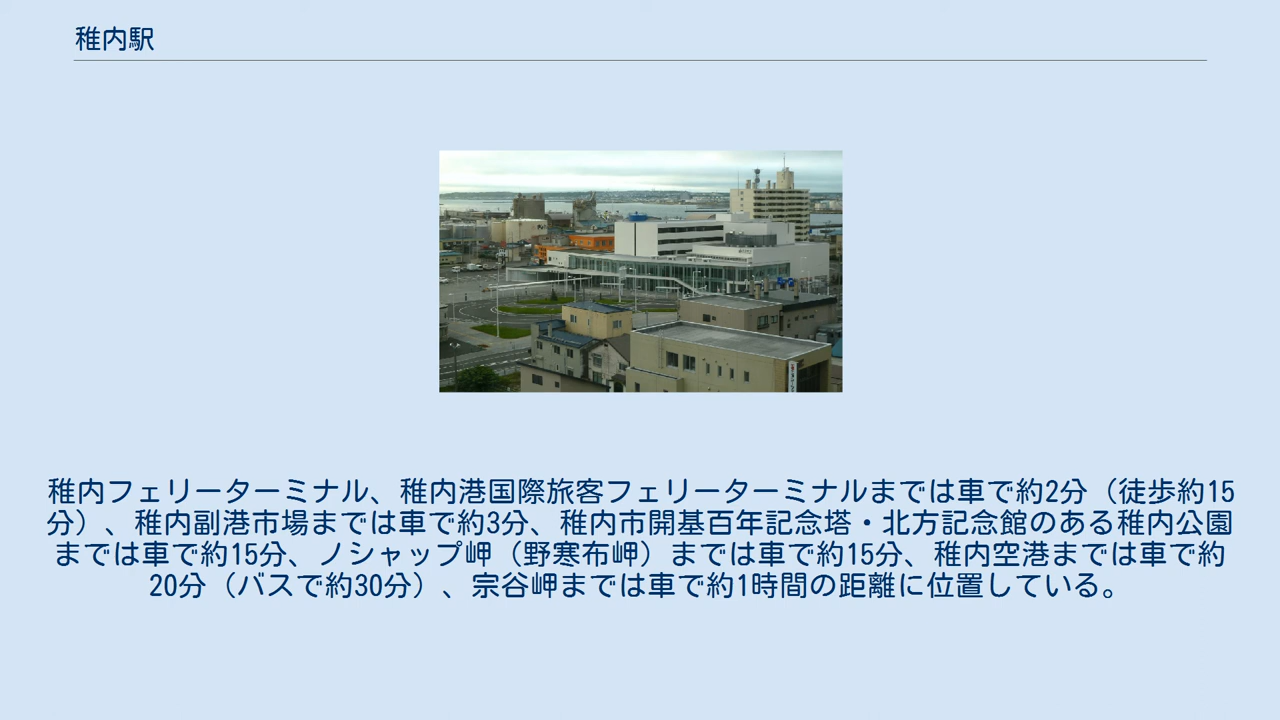 稚内駅
稚内フェリーターミナル、稚内港国際旅客フェリーターミナルまでは車で約2分（徒歩約15
分）、稚内副港市場までは車で約3分、稚内市開基百年記念塔・北方記念館のある稚内公園
までは車で約15分、ノシャップ岬（野寒布岬）までは車で約15分、稚内空港までは車で約
20分（バスで約30分）、宗谷岬までは車で約1時間の距離に位置している。